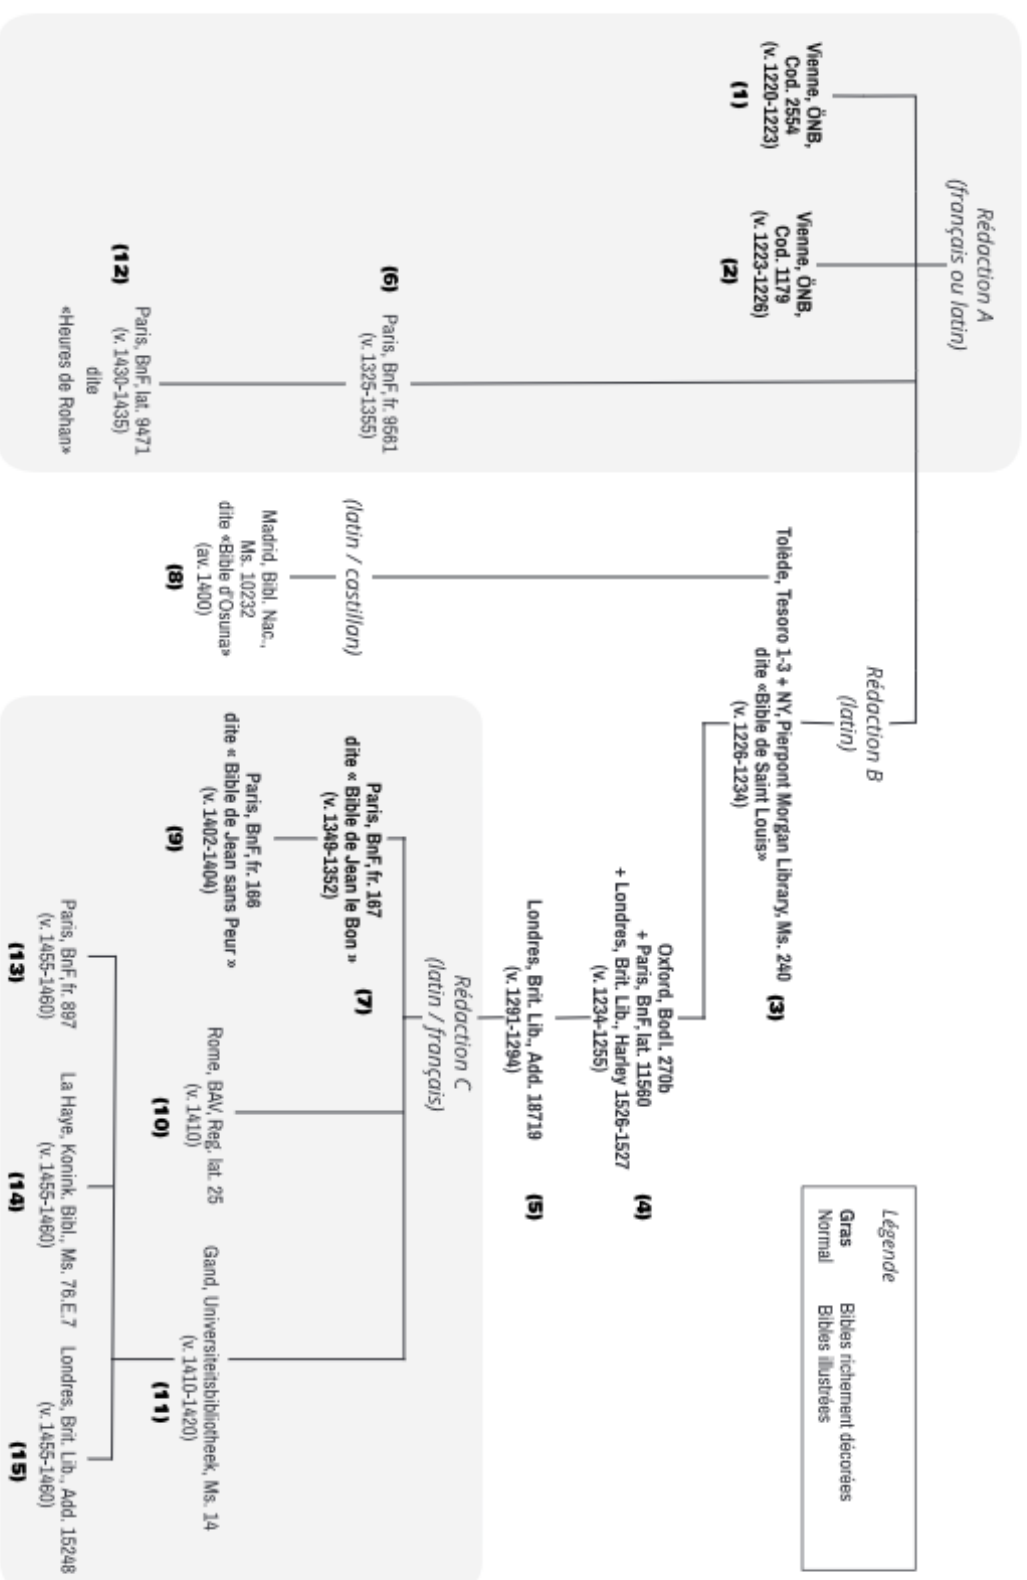 Rédaction A
(français ou latin)
Vienne, ÖNB,
Cod. 2554
(v. 1220-1223)
(1)
Vienne, ÖNB,
Cod. 1179
(v. 1223-1226)
(2)
(6)
Paris, BnF, fr. 9561
(v. 1325-1355)
(12)
Paris, BnF, lat. 9471
(v. 1430-1435)
dite
«Heures de Rohan»
Rédaction B
(latin)
Tolède, Tesoro 1-3 + NY, Pierpont Morgan Library, Ms. 240
dite «Bible de Saint Louis»
(v. 1226-1234)
(3)
(latin / castillan)
Madrid, Bibl. Nac.,
Ms. 10232
dite «Bible d'Osuna»
(av. 1400)
(8)
Oxford, Bodl. 270b
+ Paris, BnF, lat. 11560
+ Londres, Brit. Lib., Harley 1526-1527
(v. 1234-1255)
(4)
Londres, Brit. Lib., Add. 18719
(v. 1291-1294)
(5)
Rédaction C
(latin / français)
Paris, BnF, fr. 167
dite « Bible de Jean le Bon »
(v. 1349-1352)
(7)
Paris, BnF, fr. 166
dite « Bible de Jean sans Peur »
(v. 1402-1404)
(9)
Rome, BAV, Reg. lat. 25
(v. 1410)
(10)
Gand, Universiteitsbibliotheek, Ms. 14
(v. 1410-1420)
(11)
Paris, BnF, fr. 897
(v. 1455-1460)
(13)
La Haye, Konink. Bibl., Ms. 76.E.7
(v. 1455-1460)
(14)
Londres, Brit. Lib., Add. 15248
(v. 1455-1460)
(15)
Légende
Gras Bibles richement décorées
Normal Bibles illustrées